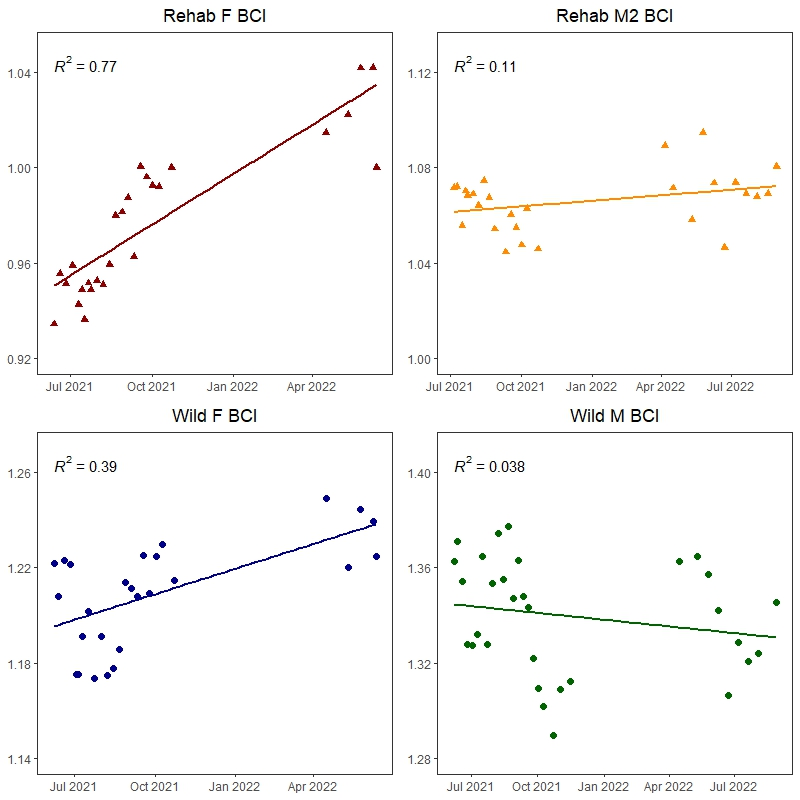 Rehab F BCI
Rehab M2 BCI
R² = 0.77
R² = 0.11
1.04
1.00
0.96
0.92
1.12
1.08
1.04
1.00
Jul 2021 Oct 2021 Jan 2022 Apr 2022
Jul 2021 Oct 2021 Jan 2022 Apr 2022 Jul 2022
Wild F BCI
Wild M BCI
R² = 0.39
R² = 0.038
1.26
1.22
1.18
1.14
1.40
1.36
1.32
1.28
Jul 2021 Oct 2021 Jan 2022 Apr 2022
Jul 2021 Oct 2021 Jan 2022 Apr 2022 Jul 2022